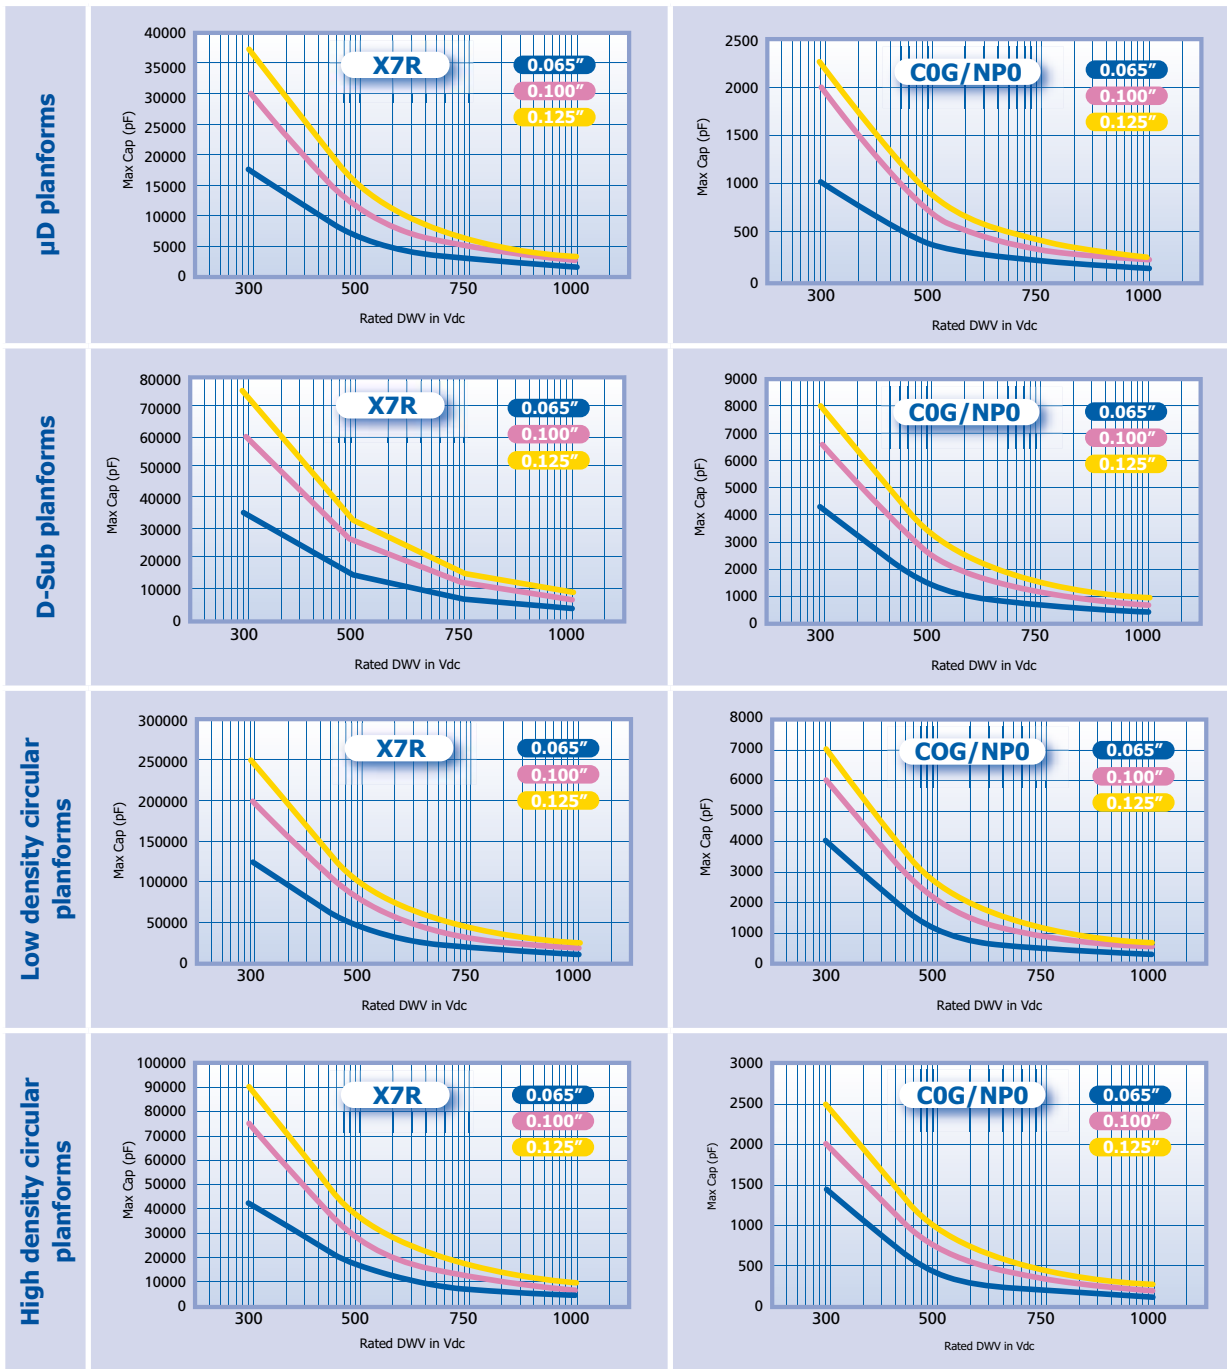 µD planforms
40000
35000
30000
25000
20000
15000
10000
5000
0
Max Cap (pF)
X7R
0.065″
0.100″
0.125″
300 500 750 1000
Rated DWV in Vdc
2500
2000
1500
1000
500
0
Max Cap (pF)
C0G/NP0
0.065″
0.100″
0.125″
300 500 750 1000
Rated DWV in Vdc
D-Sub planforms
80000
70000
60000
50000
40000
30000
20000
10000
0
Max Cap (pF)
X7R
0.065″
0.100″
0.125″
300 500 750 1000
Rated DWV in Vdc
9000
8000
7000
6000
5000
4000
3000
2000
1000
0
Max Cap (pF)
C0G/NP0
0.065″
0.100″
0.125″
300 500 750 1000
Rated DWV in Vdc
Low density circular
planforms
300000
250000
200000
150000
100000
50000
0
Max Cap (pF)
X7R
0.065″
0.100″
0.125″
300 500 750 1000
Rated DWV in Vdc
8000
7000
6000
5000
4000
3000
2000
1000
0
Max Cap (pF)
COG/NP0
0.065″
0.100″
0.125″
300 500 750 1000
Rated DWV in Vdc
High density circular
planforms
100000
90000
80000
70000
60000
50000
40000
30000
20000
10000
0
Max Cap (pF)
X7R
0.065″
0.100″
0.125″
300 500 750 1000
Rated DWV in Vdc
3000
2500
2000
1500
1000
500
0
Max Cap (pF)
C0G/NP0
0.065″
0.100″
0.125″
300 500 750 1000
Rated DWV in Vdc